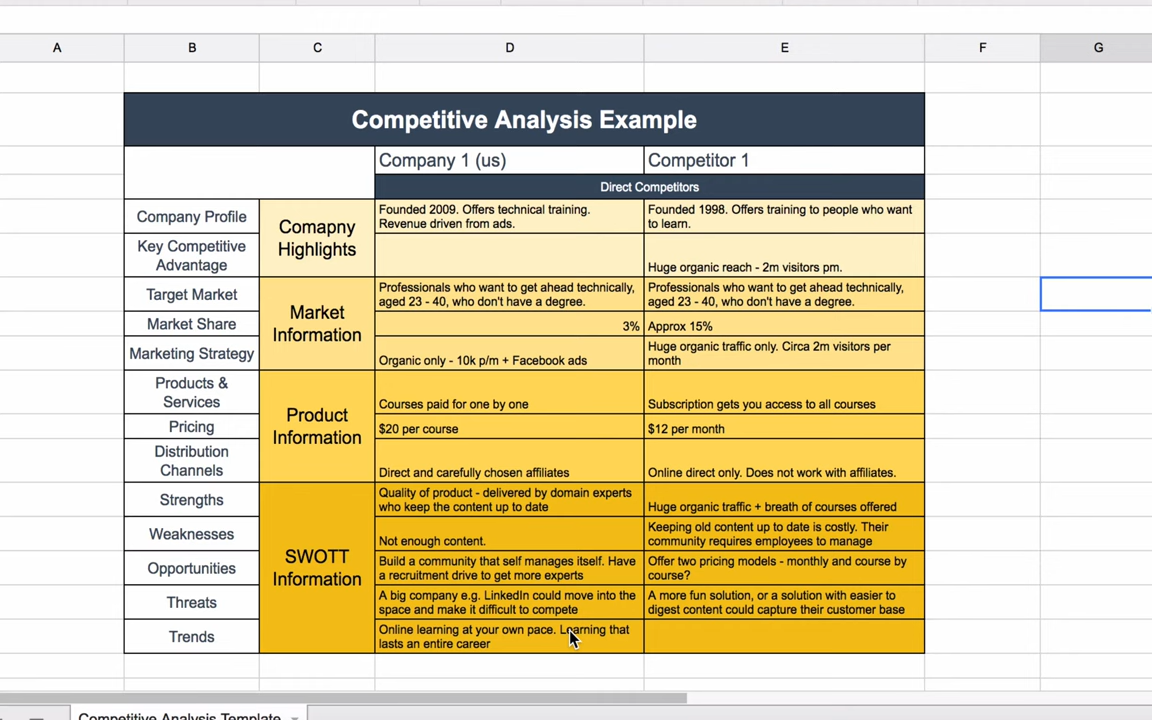 A B C D E F G
Competitive Analysis Example
Company 1 (us) Competitor 1
Direct Competitors
Company Profile
Comapny
Highlights
Founded 2009. Offers technical training.
Revenue driven from ads.
Founded 1998. Offers training to people who want
to learn.
Key Competitive
Advantage
Huge organic reach - 2m visitors pm.
Target Market
Market
Information
Professionals who want to get ahead technically,
aged 23 - 40, who don't have a degree.
Professionals who want to get ahead technically,
aged 23 - 40, who don't have a degree.
Market Share
3%
Approx 15%
Marketing Strategy
Organic only - 10k p/m + Facebook ads
Huge organic traffic only. Circa 2m visitors per
month
Products &
Services
Product
Information
Courses paid for one by one
Subscription gets you access to all courses
Pricing
$20 per course
$12 per month
Distribution
Channels
Direct and carefully chosen affiliates
Online direct only. Does not work with affiliates.
Strengths
SWOTT
Information
Quality of product - delivered by domain experts
who keep the content up to date
Huge organic traffic + breath of courses offered
Weaknesses
Not enough content.
Keeping old content up to date is costly. Their
community requires employees to manage
Opportunities
Build a community that self manages itself. Have
a recruitment drive to get more experts
Offer two pricing models - monthly and course by
course?
Threats
A big company e.g. LinkedIn could move into the
space and make it difficult to compete
A more fun solution, or a solution with easier to
digest content could capture their customer base
Trends
Online learning at your own pace. Learning that
lasts an entire career
Competitive Analysis Template